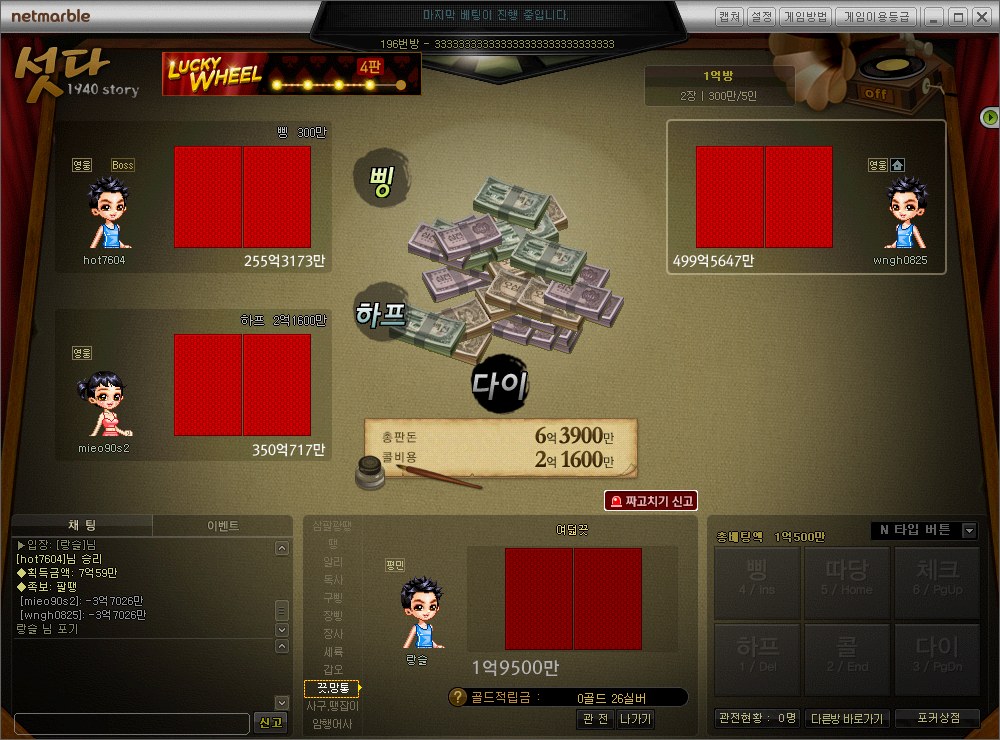 netmarble
마지막 베팅이 진행 중입니다.
캡쳐 설정 게임방법 게임이용등급
196번방 - 333333333333333333333333333333
섯다
1940 story
LUCKY WHEEL
4판
1억방
2장 | 300만/5인
off
삥 300만
영웅 Boss
hot7604
255억3173만
삥
영웅
499억5647만
wngh0825
하프 2억1600만
영웅
mieo90s2
350억717만
하프
다이
총판돈 6억3900만
콜비용 2억1600만
짜고치기 신고
채 팅
이벤트
▶입장: [랑슬]님
[hot7604]님 승리
◆획득금액: 7억59만
◆족보: 팔땡
[mieo90s2]: -3억7026만
[wngh0825]: -3억7026만
랑슬 님 포기
신고
섬팔광땡
땡
알리
독사
구삥
장삥
장사
세륙
갑오
끗,망통
사구,땡잡이
암행어사
여덟끗
평민
랑슬
1억9500만
골드적립금 : 0골드 26실버
관 전 나가기
총베팅액 1억500만
N 타입 버튼
삥
4 / Ins
따당
5 / Home
체크
6 / PgUp
하프
1 / Del
콜
2 / End
다이
3 / PgDn
관전현황 : 0명
다른방 바로가기
포커상점